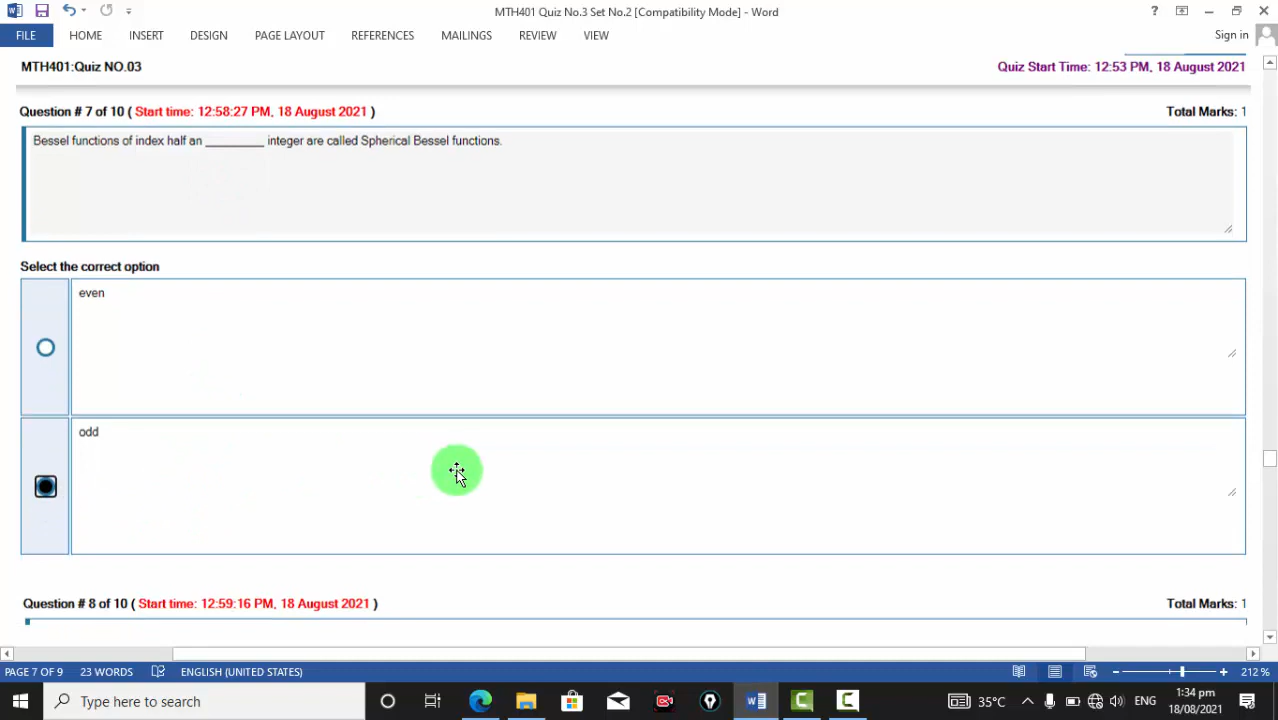 MTH401 Quiz No.3 Set No.2 [Compatibility Mode] - Word
?
FILE HOME INSERT DESIGN PAGE LAYOUT REFERENCES MAILINGS REVIEW VIEW Sign in
MTH401:Quiz NO.03 Quiz Start Time: 12:53 PM, 18 August 2021
Question # 7 of 10 ( Start time: 12:58:27 PM, 18 August 2021 ) Total Marks: 1
Bessel functions of index half an __________ integer are called Spherical Bessel functions.
Select the correct option
even
odd
Question # 8 of 10 ( Start time: 12:59:16 PM, 18 August 2021 ) Total Marks: 1
PAGE 7 OF 9 23 WORDS ENGLISH (UNITED STATES) 212 %
Type here to search 35°C ENG 1:34 pm
18/08/2021